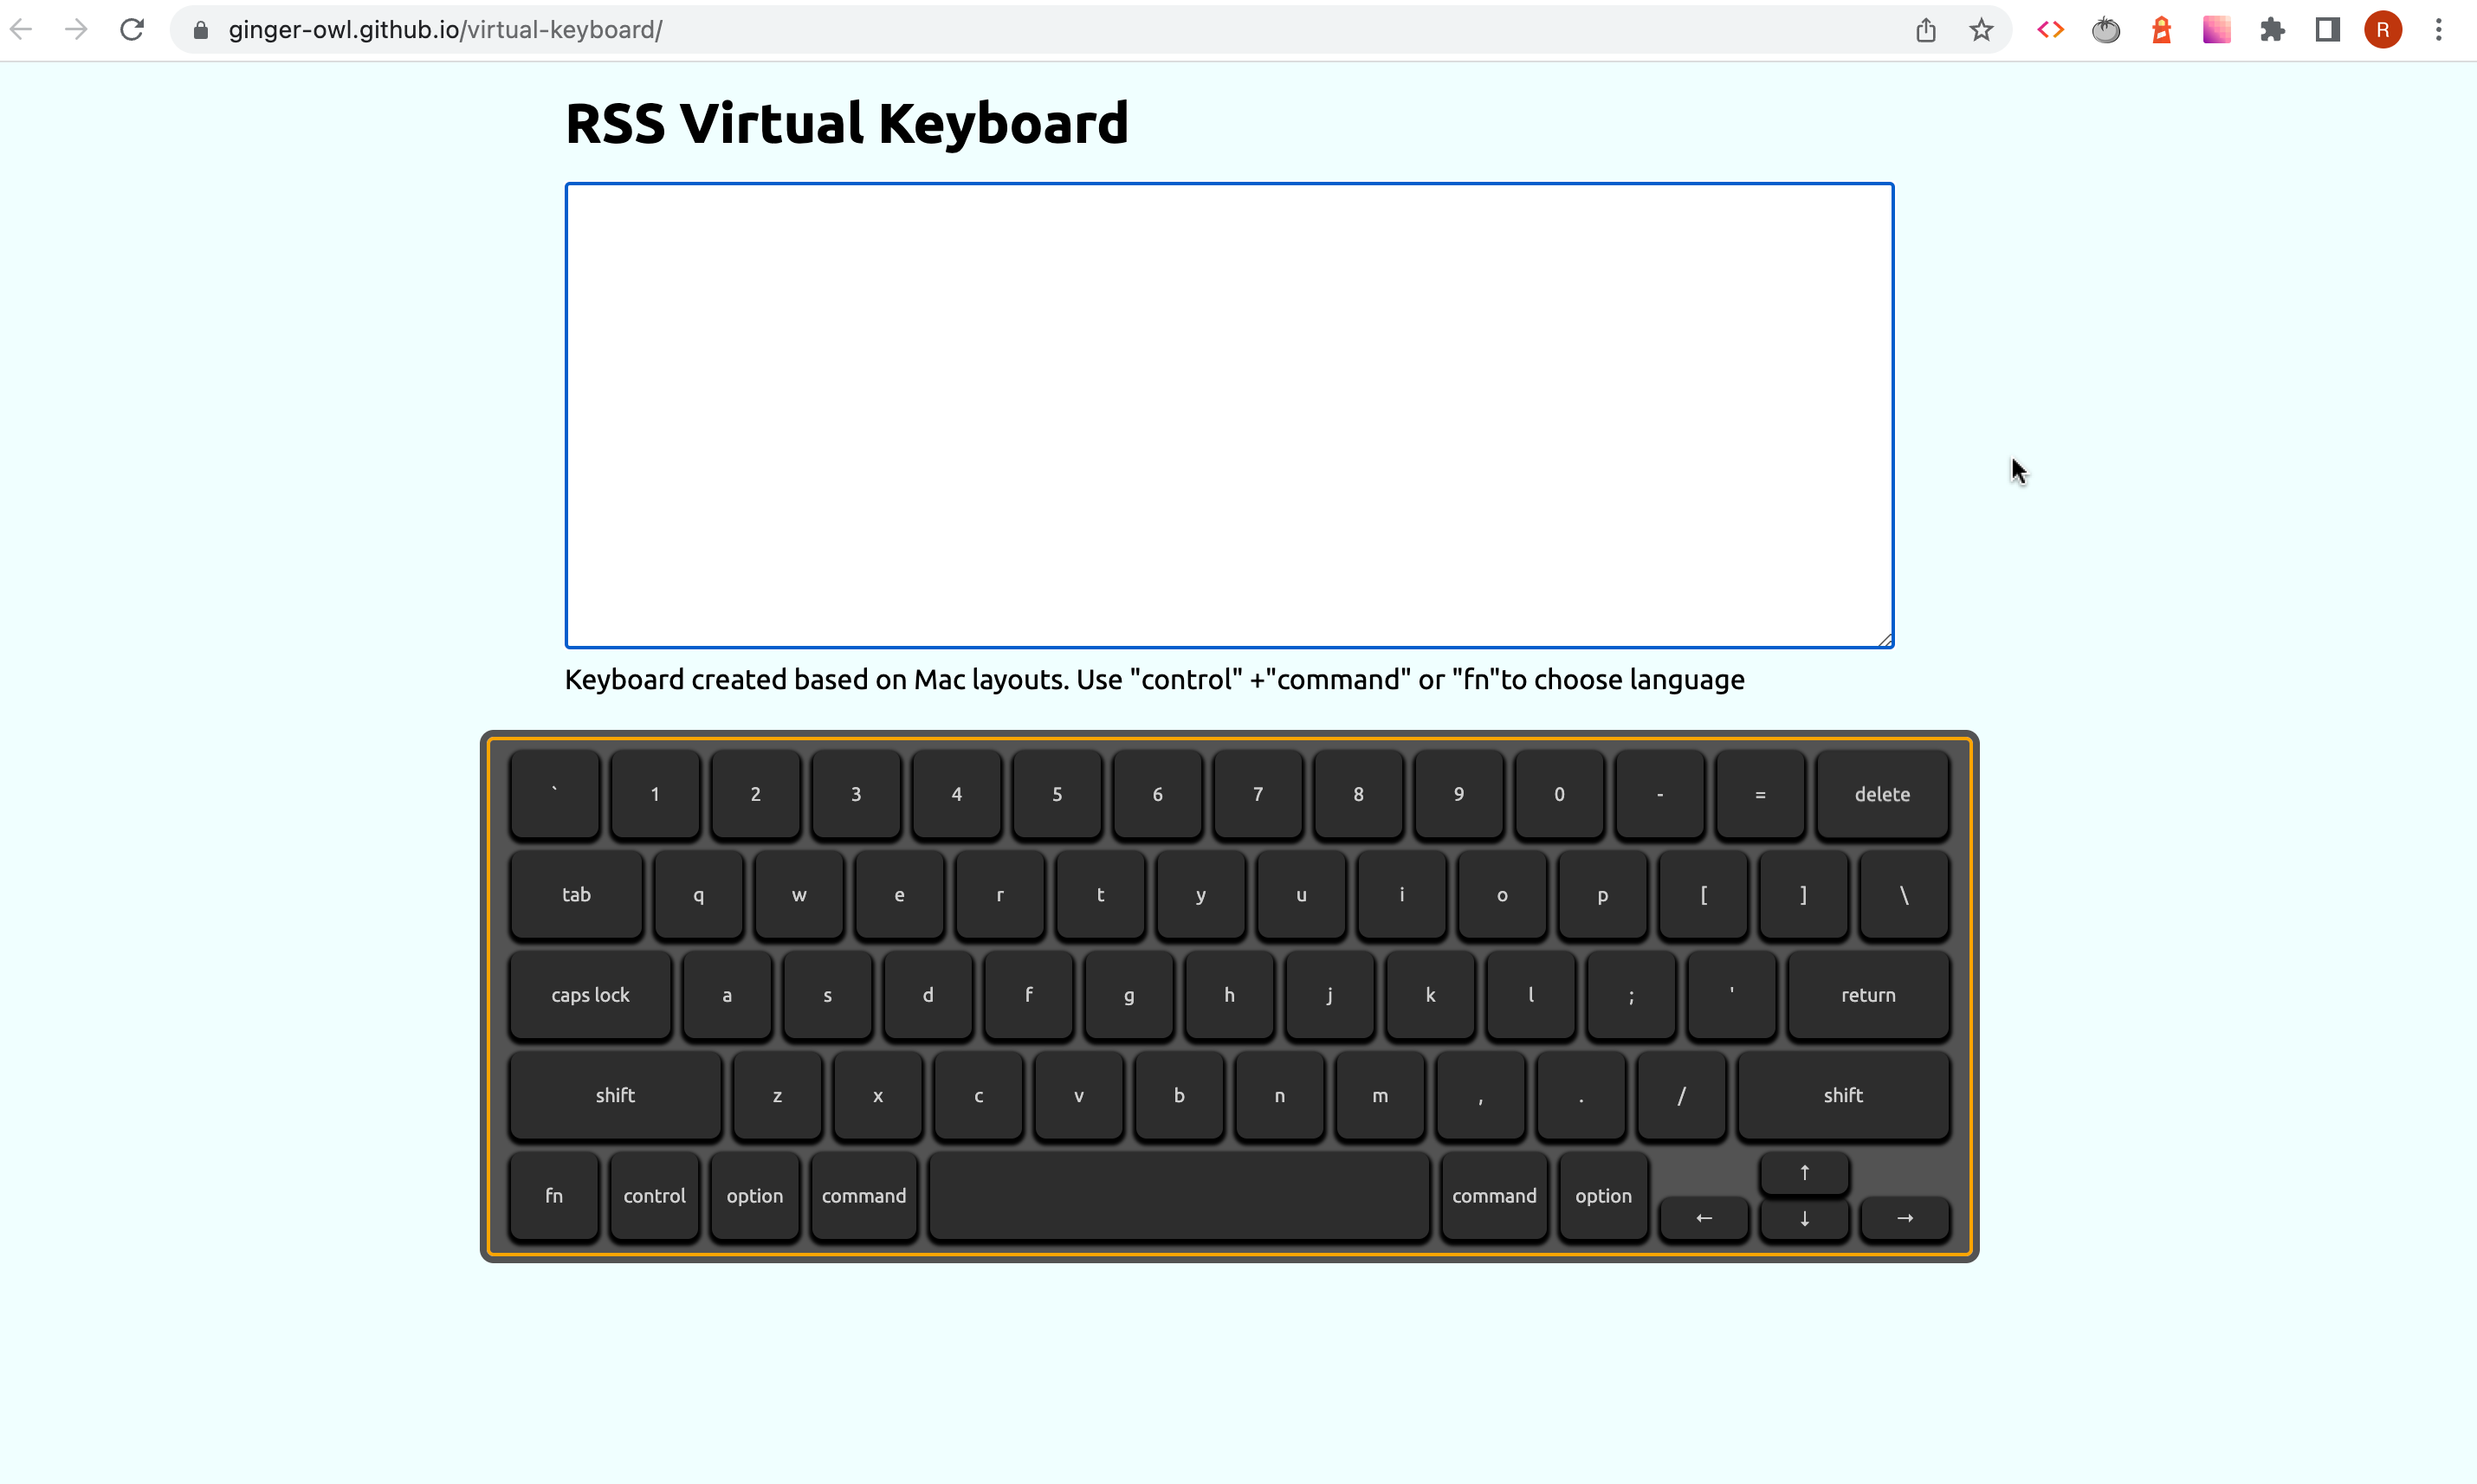 ginger-owl.github.io/virtual-keyboard/
R
RSS Virtual Keyboard
Keyboard created based on Mac layouts. Use "control" +"command" or "fn"to choose language
` 1 2 3 4 5 6 7 8 9 0 - = delete
tab q w e r t y u i o p [ ] \
caps lock a s d f g h j k l ; ' return
shift z x c v b n m , . / shift
fn control option command command option ← ↑ ↓ →